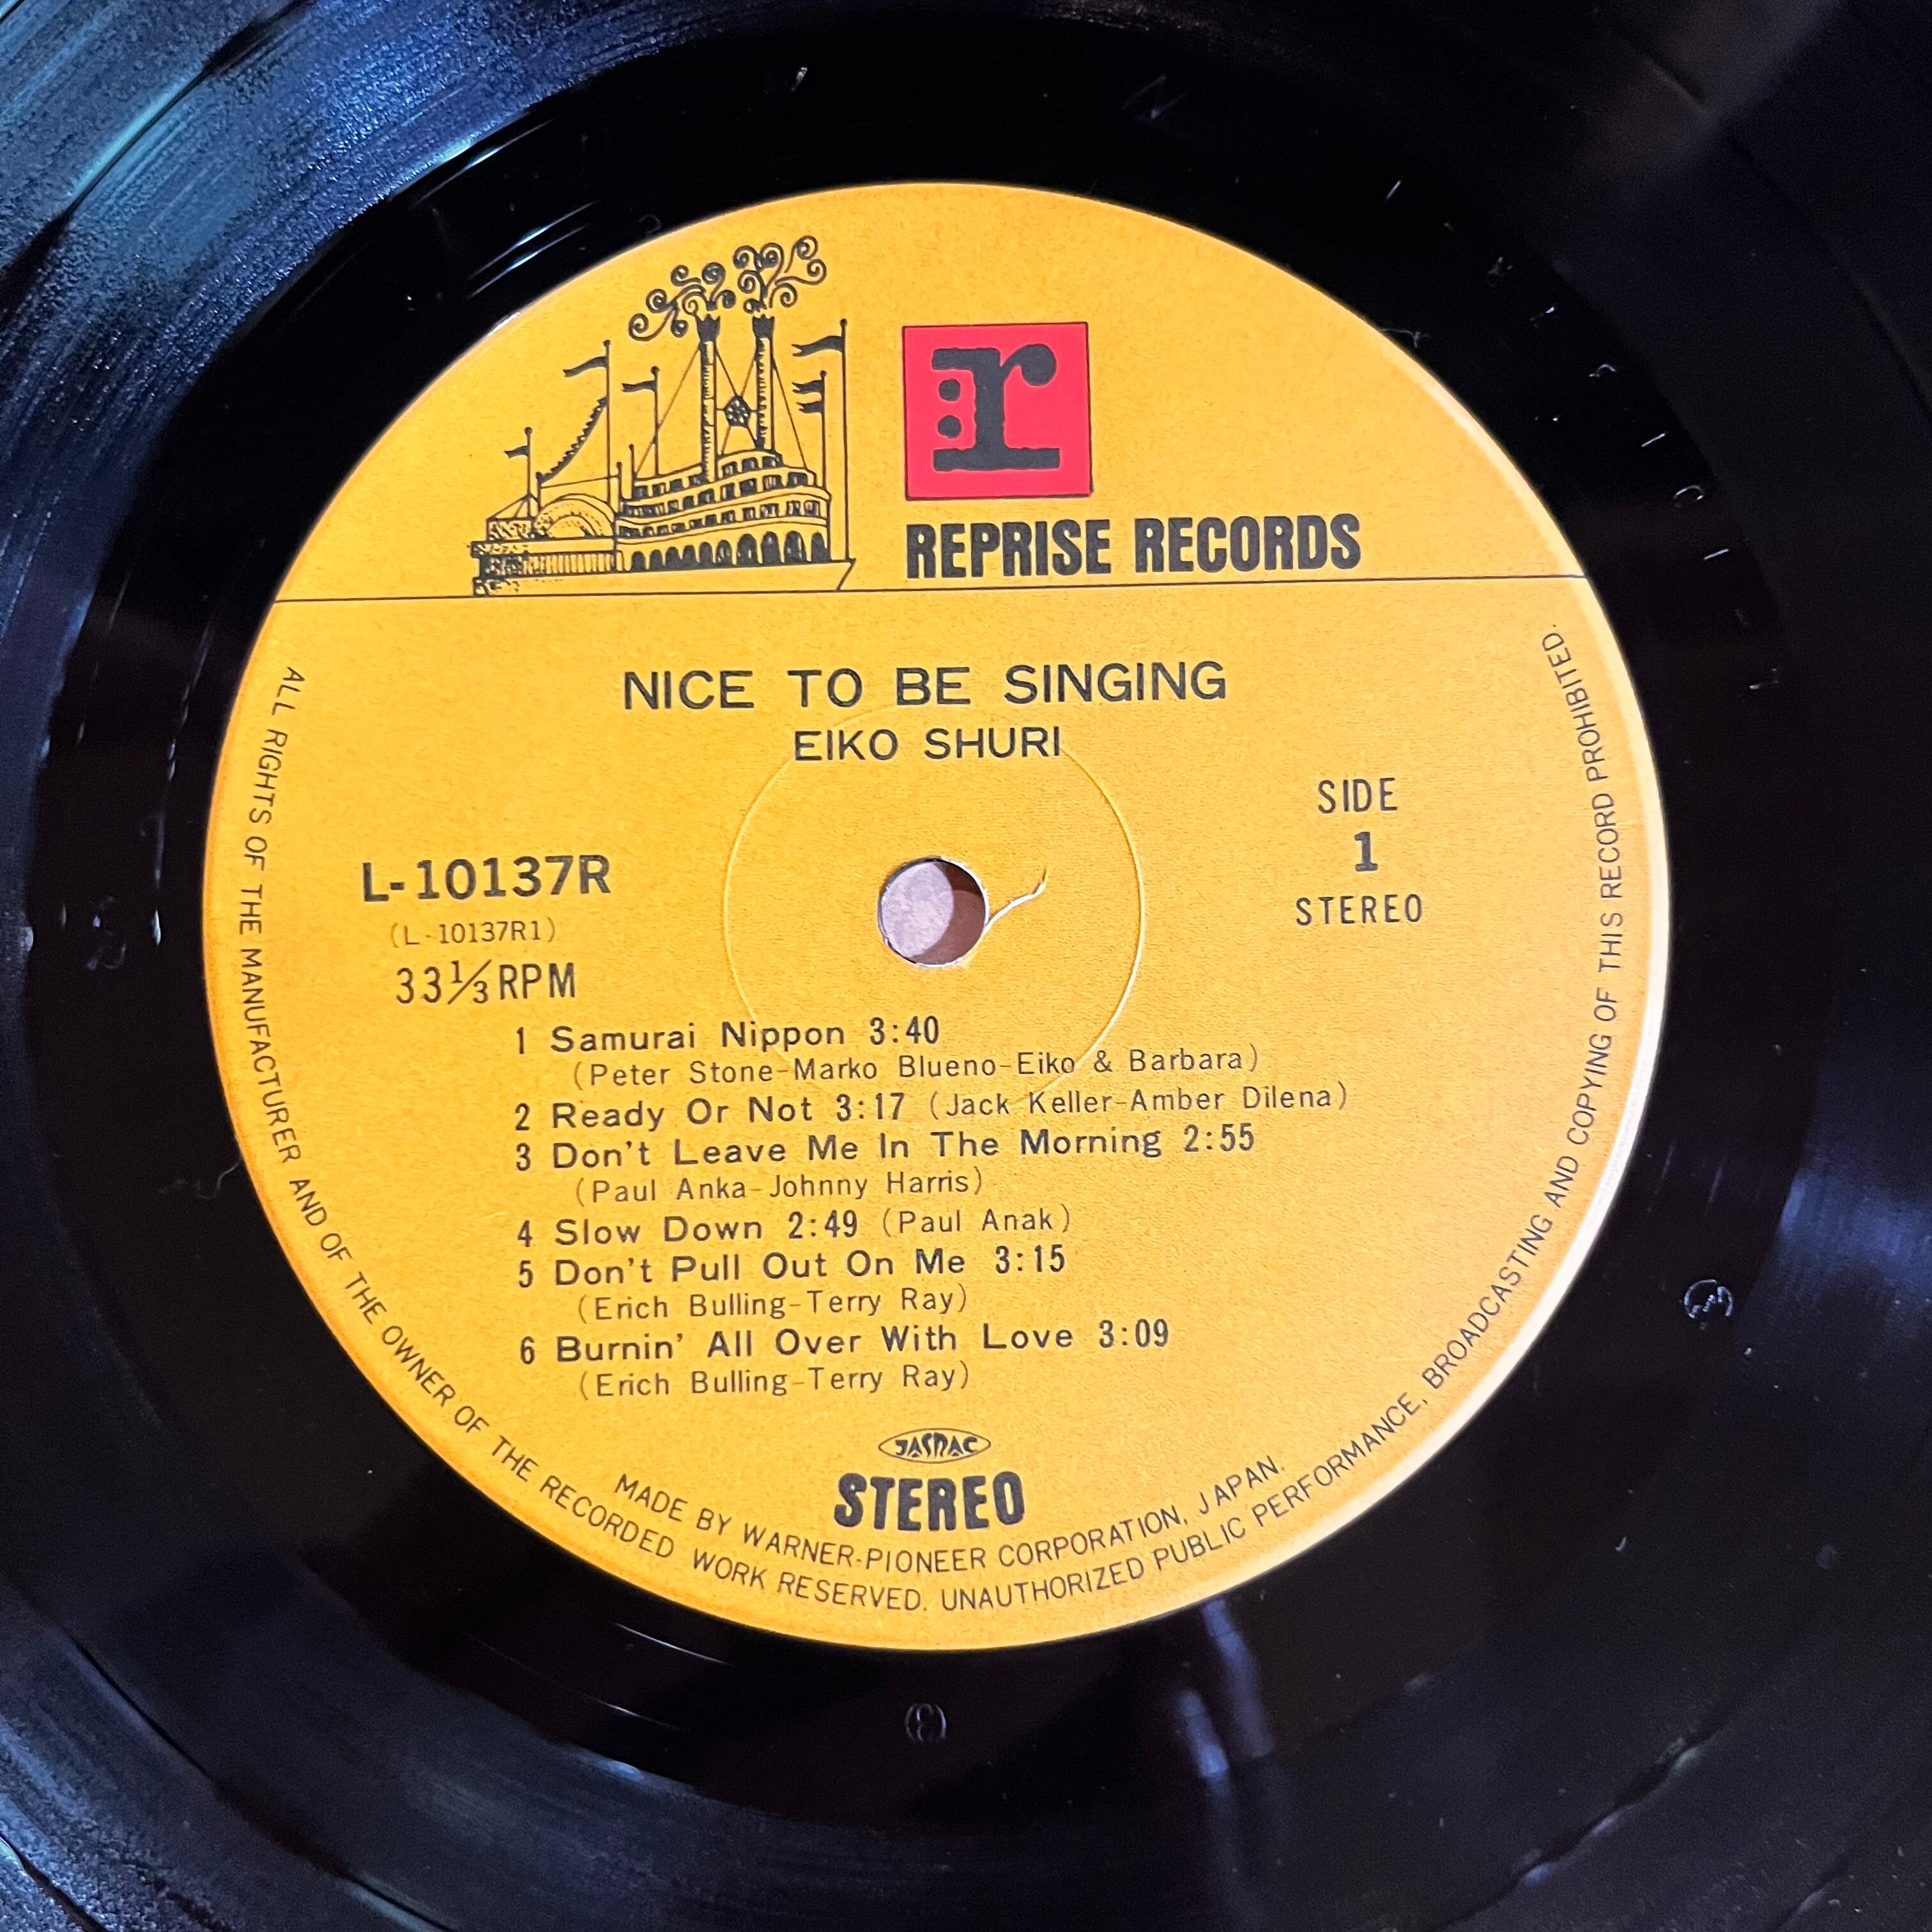 r
REPRISE RECORDS
NICE TO BE SINGING
EIKO SHURI
SIDE
1
STEREO
L-10137R
(L-10137R1)
33 1/3 RPM
1 Samurai Nippon 3:40
(Peter Stone-Marko Blueno-Eiko & Barbara)
2 Ready Or Not 3:17 (Jack Keller-Amber Dilena)
3 Don't Leave Me In The Morning 2:55
(Paul Anka-Johnny Harris)
4 Slow Down 2:49 (Paul Anak)
5 Don't Pull Out On Me 3:15
(Erich Bulling-Terry Ray)
6 Burnin' All Over With Love 3:09
(Erich Bulling-Terry Ray)
JASRAC
STEREO
MADE BY WARNER-PIONEER CORPORATION, JAPAN.
ALL RIGHTS OF THE MANUFACTURER AND OF THE OWNER OF THE RECORDED WORK RESERVED. UNAUTHORIZED PUBLIC PERFORMANCE, BROADCASTING AND COPYING OF THIS RECORD PROHIBITED.